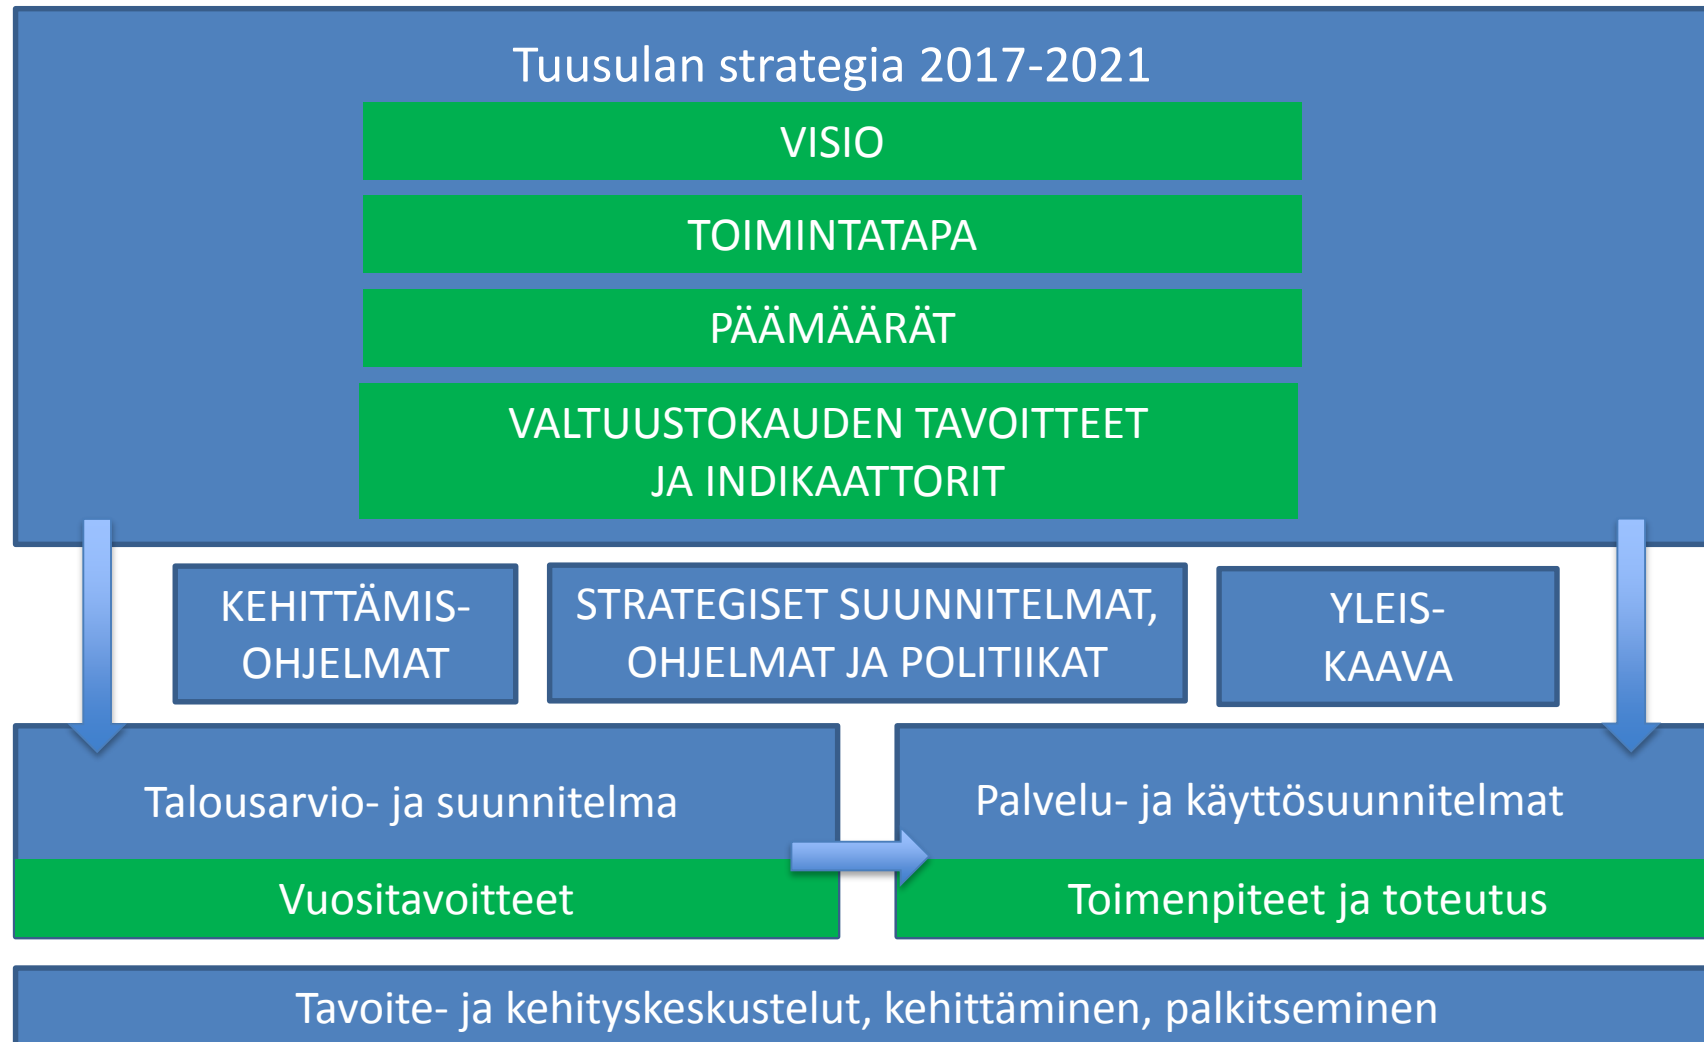 Tuusulan strategia 2017-2021
VISIO
TOIMINTATAPA
PÄÄMÄÄRÄT
VALTUUSTOKAUDEN TAVOITTEET
JA INDIKAATTORIT
KEHITTÄMIS-
OHJELMAT
STRATEGISET SUUNNITELMAT,
OHJELMAT JA POLITIIKAT
YLEIS-
KAAVA
Talousarvio- ja suunnitelma
Vuositavoitteet
Palvelu- ja käyttösuunnitelmat
Toimenpiteet ja toteutus
Tavoite- ja kehityskeskustelut, kehittäminen, palkitseminen